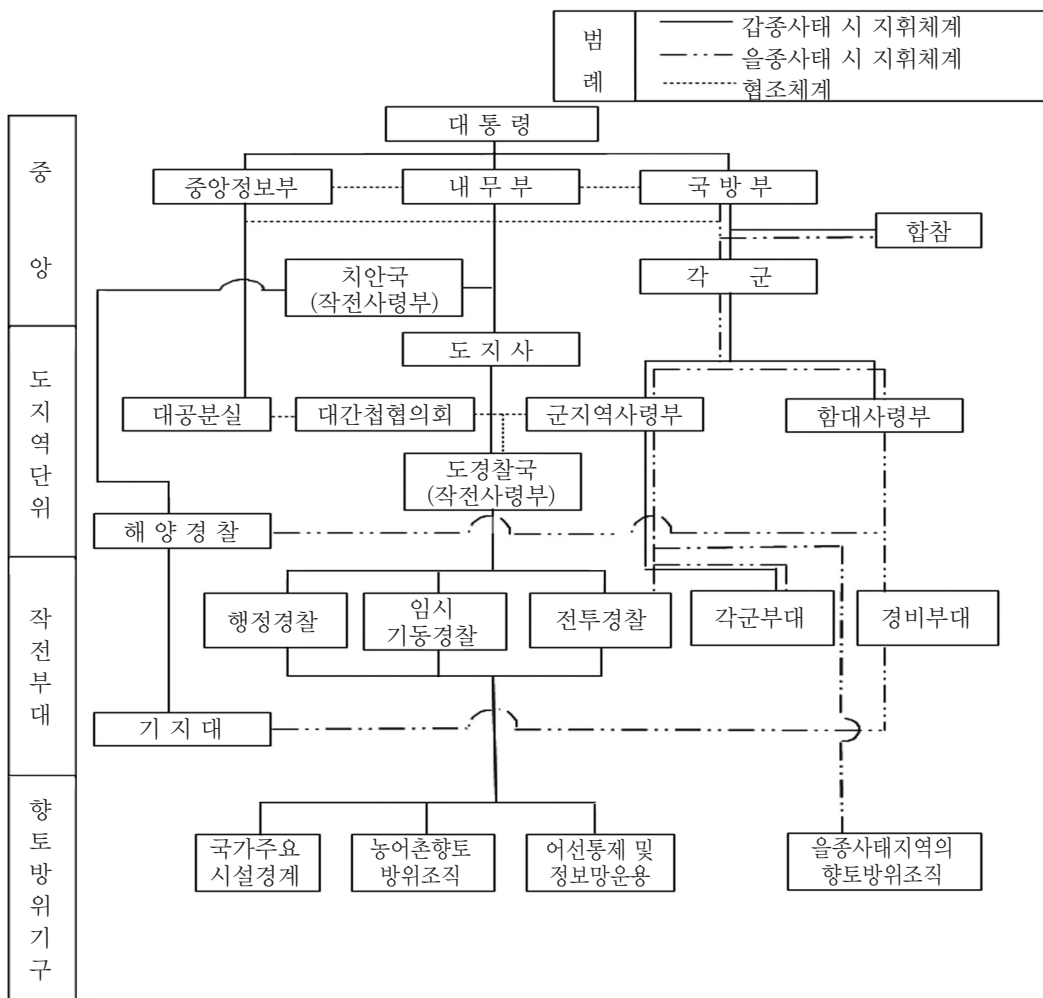 범
례
갑종사태 시 지휘체계
을종사태 시 지휘체계
협조체계
중
앙
대 통 령
중앙정보부
내 무 부
국 방 부
합참
치안국
(작전사령부)
각 군
도
지
역
단
위
도 지 사
대공분실
대간첩협의회
군지역사령부
함대사령부
도경찰국
(작전사령부)
해 양 경 찰
작
전
부
대
행정경찰
임시
기동경찰
전투경찰
각군부대
경비부대
기 지 대
향
토
방
위
기
구
국가주요
시설경계
농어촌향토
방위조직
어선통제 및
정보망운용
을종사태지역의
향토방위조직